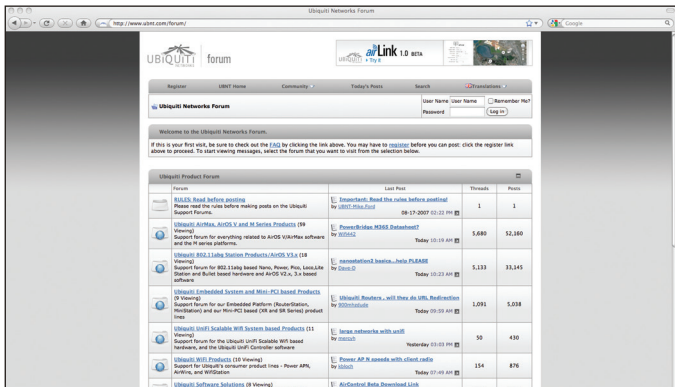 Ubiquiti Networks Forum
http://www.ubnt.com/forum/
Google
UBIQUITI
NETWORKS
forum
airLink 1.0 BETA
UBIQUITI
Try it
Register UBNT Home Community Today's Posts Search Translations
Ubiquiti Networks Forum
User Name User Name Remember Me?
Password Log in
Welcome to the Ubiquiti Networks Forum.
If this is your first visit, be sure to check out the FAQ by clicking the link above. You may have to register before you can post: click the register link
above to proceed. To start viewing messages, select the forum that you want to visit from the selection below.
Ubiquiti Product Forum
Forum Last Post Threads Posts
RULES: Read before posting
Please read the rules before making posts on the Ubiquiti
Support Forums.
Important: Read the rules before posting!
by UBNT-Mike.Ford
08-17-2007 02:22 PM
1 1
Ubiquiti AirMax, AirOS V and M Series Products (59
Viewing)
Support forum for everything related to AirOS V/AirMax software
and the M series platforms.
PowerBridge M365 Datasheet?
by Wifi442
Today 10:19 AM
5,680 52,160
Ubiquiti 802.11abg Station Products/AirOS V3.x (18
Viewing)
Support forum for 802.11abg based Nano, Power, Pico, Loco,Lite
Station and Bullet based hardware and AirOS V2.x, 3.x based
software
nanostation2 basics...help PLEASE
by Dave-D
Today 10:23 AM
5,133 33,145
Ubiquiti Embedded System and Mini-PCI based Products
(9 Viewing)
Support forum for our Embedded Platform (RouterStation,
MiniStation) and our Mini-PCI based (XR and SR Series) product
lines
Ubiquiti Routers , will they do URL Redirection
by 900mhzdude
Today 09:58 AM
1,091 5,038
Ubiquiti UniFi Scalable Wifi System based Products (11
Viewing)
Support forum for the Ubiquiti UniFi Scalable Wifi based
hardware, and the Ubiquiti UniFi Controller software
large networks with unifi
by
Yesterday 03:03 PM
50 430
Ubiquiti WiFi Products (10 Viewing)
Support for Ubiquiti's consumer product lines - Power APN,
AirWire, and WifiStation
Power AP N speeds with client radio
by
Today 07:49 AM
154 876
Ubiquiti Software Solutions (8 Viewing)
AirControl Beta Download Link